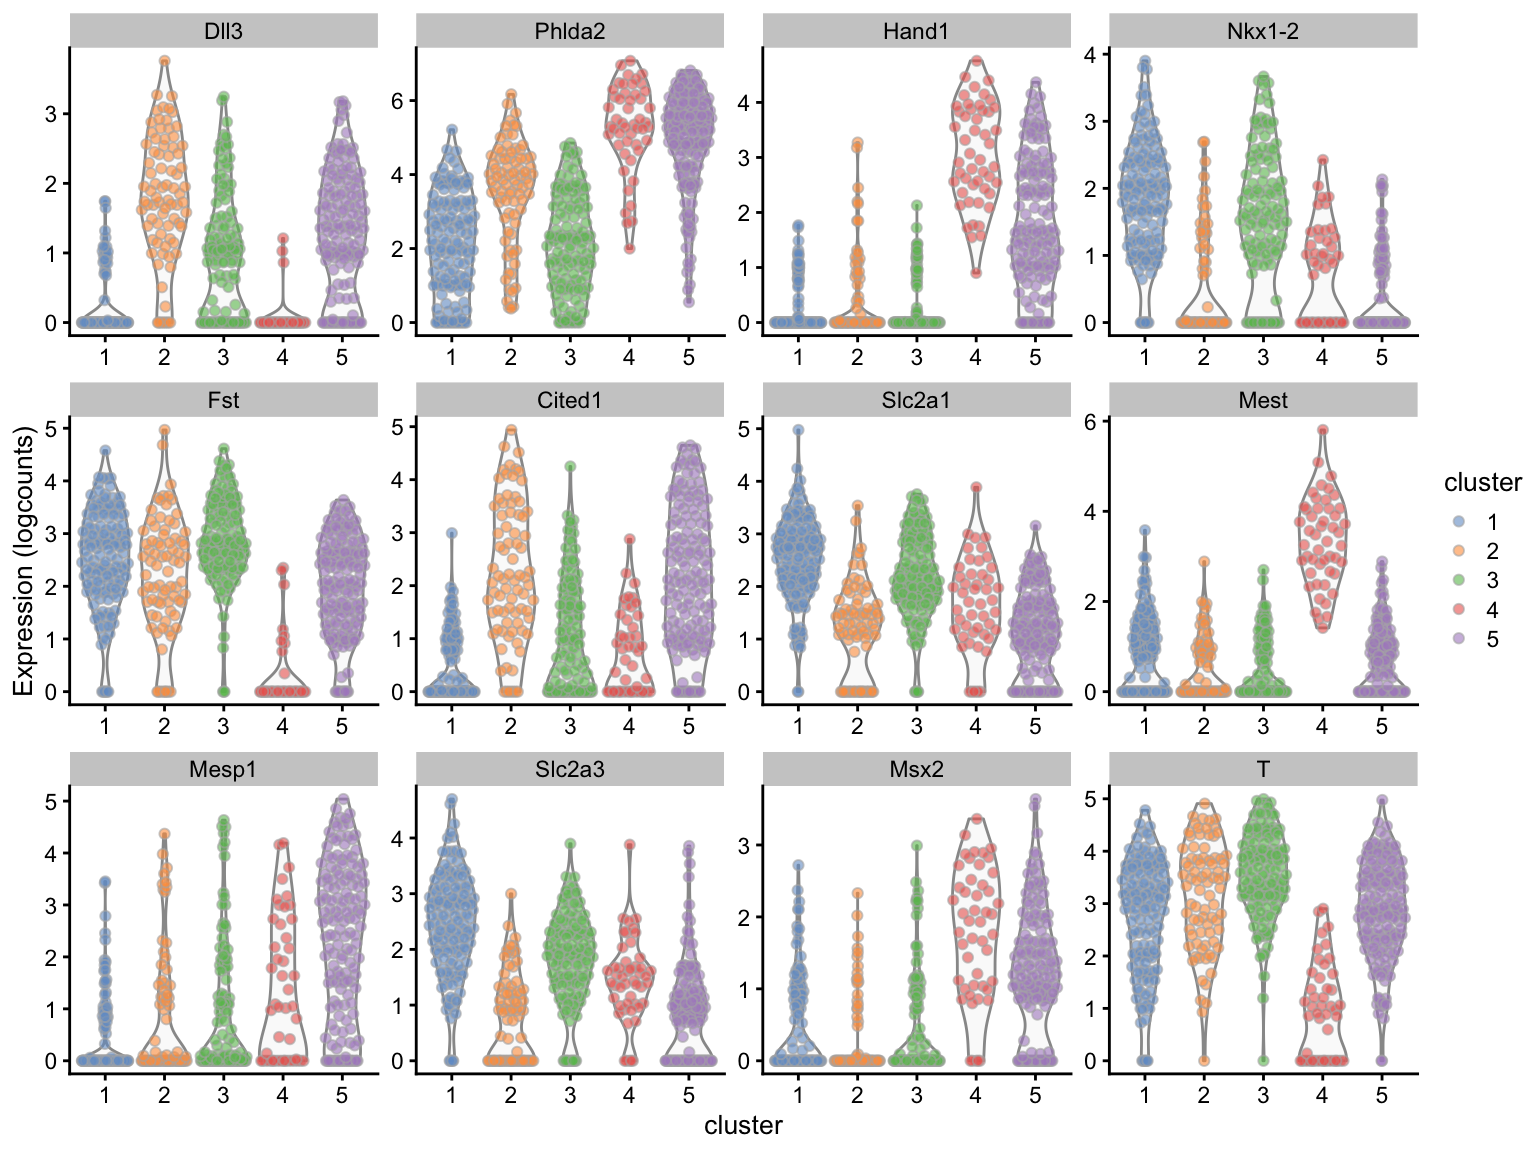 Dll3 Phlda2 Hand1 Nkx1-2
3 2 1 0
6 4 2 0
4 3 2 1 0
4 3 2 1 0
1 2 3 4 5 1 2 3 4 5 1 2 3 4 5 1 2 3 4 5
Fst Cited1 Slc2a1 Mest
5 4 3 2 1 0
5 4 3 2 1 0
5 4 3 2 1 0
6 4 2 0
1 2 3 4 5 1 2 3 4 5 1 2 3 4 5 1 2 3 4 5
Mesp1 Slc2a3 Msx2 T
5 4 3 2 1 0
4 3 2 1 0
3 2 1 0
5 4 3 2 1 0
1 2 3 4 5 1 2 3 4 5 1 2 3 4 5 1 2 3 4 5
Expression (logcounts)
cluster
cluster
1
2
3
4
5